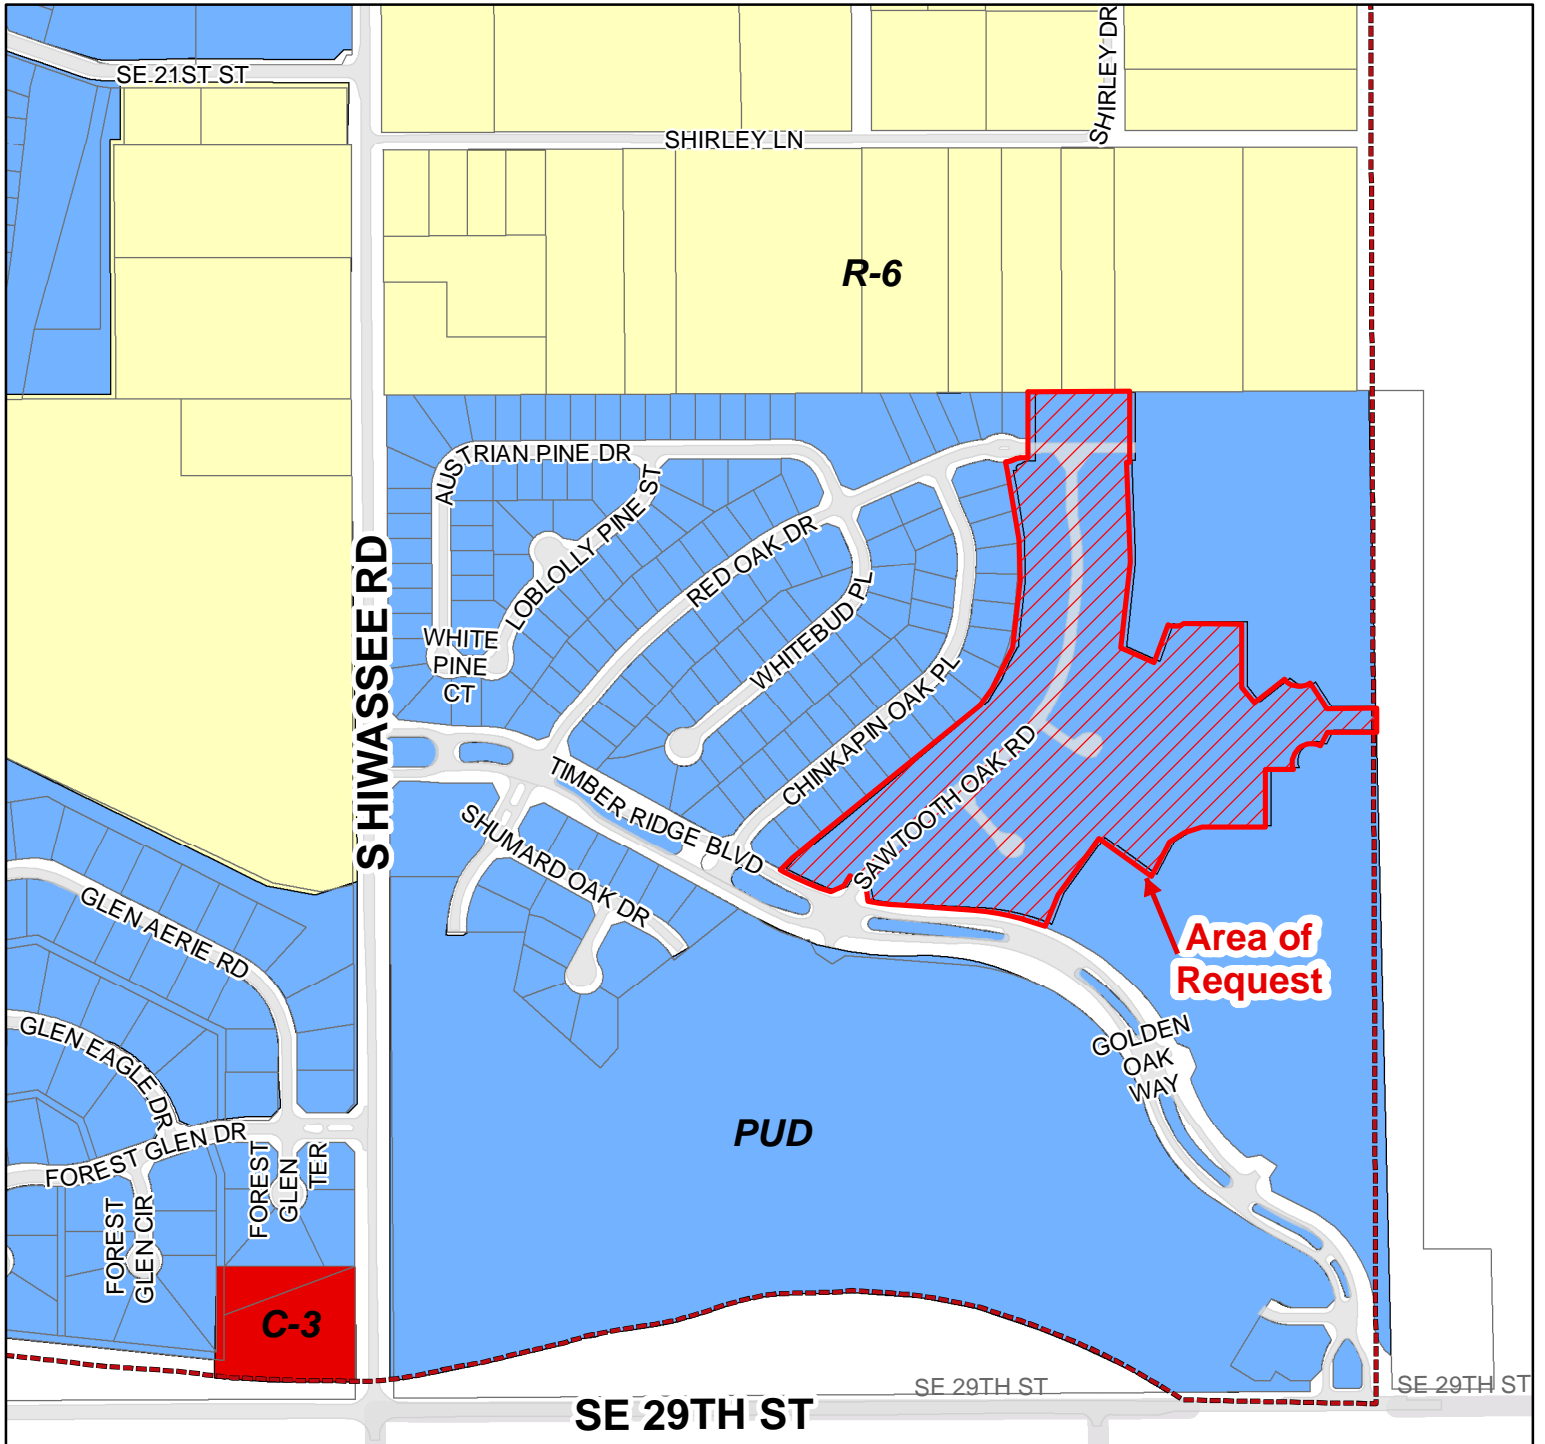 SE 21ST ST
SHIRLEY DR
SHIRLEY LN
R-6
AUSTRIAN PINE DR
LOBLOLLY PINE ST
RED OAK DR
WHITE
PINE
CT
WHITEBUD PL
CHINKAPIN OAK PL
S HIWASSEE RD
TIMBER RIDGE BLVD
SAWTOOTH OAK RD
SHUMARD OAK DR
GLEN AERIE RD
Area of
Request
GLEN EAGLE DR
GOLDEN
OAK
WAY
PUD
FOREST GLEN DR
FOREST
GLEN
TER
FOREST
GLEN CIR
C-3
SE 29TH ST
SE 29TH ST
SE 29TH ST